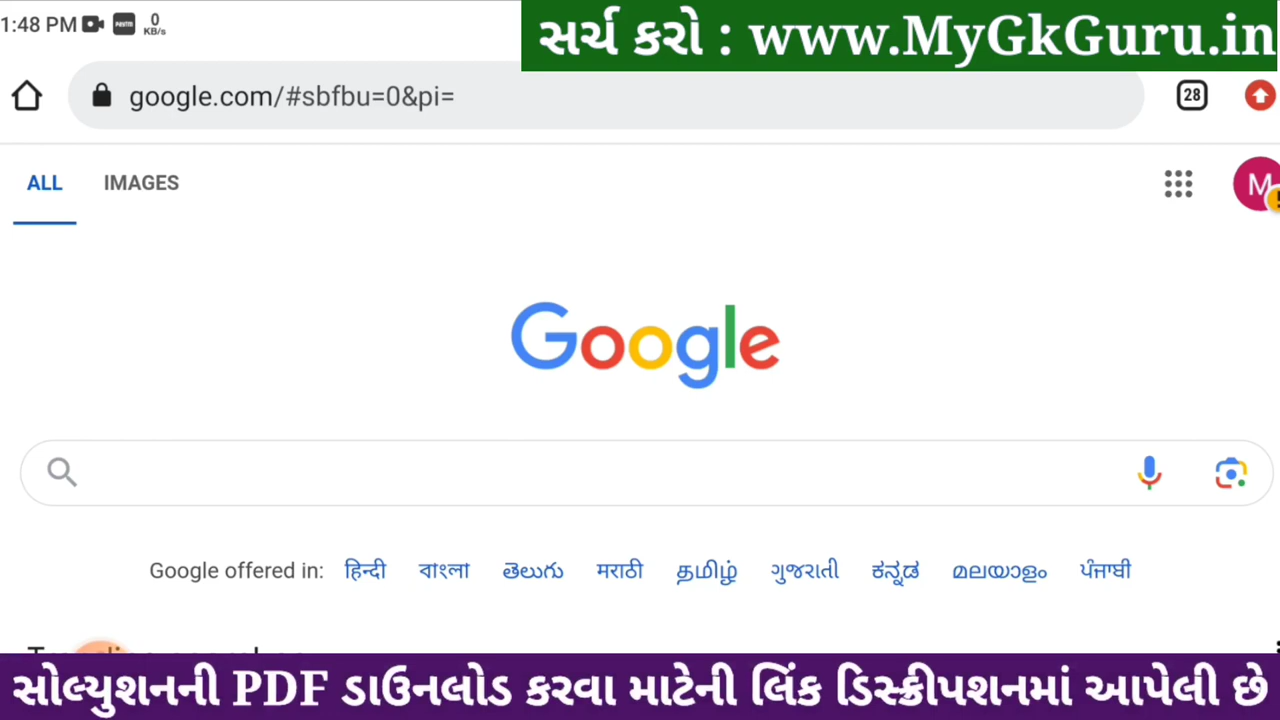 1:48 PM 0 KB/s
સર્ચ કરો : www.MyGkGuru.in
google.com/#sbfbu=0&pi= 28
ALL IMAGES
M
Google
Google offered in: हिन्दी বাংলা తెలుగు मराठी தமிழ் ગુજરાતી ಕನ್ನಡ മലയാളം ਪੰਜਾਬੀ
સોલ્યુશનની PDF ડાઉનલોડ કરવા માટેની લિંક ડિસ્ક્રીપશનમાં આપેલી છે